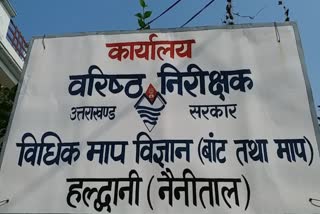 कार्यालय
वरिष्ठ निरीक्षक
उत्तराखण्ड सरकार
विधिक माप विज्ञान (बांट तथा माप)
हल्द्वानी (नैनीताल)